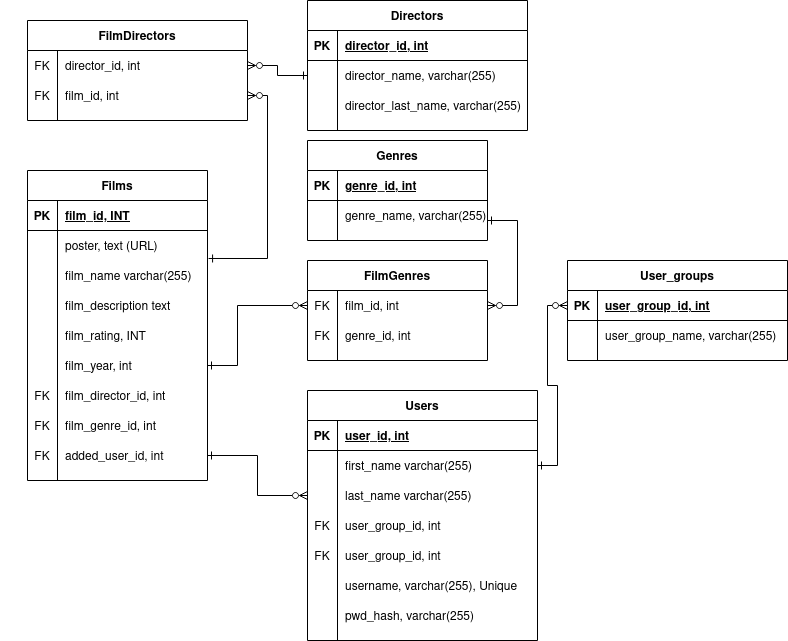 FilmDirectors
FK director_id, int
FK film_id, int
Directors
PK director_id, int
director_name, varchar(255)
director_last_name, varchar(255)
Films
PK film_id, INT
poster, text (URL)
film_name varchar(255)
film_description text
film_rating, INT
film_year, int
FK film_director_id, int
FK film_genre_id, int
FK added_user_id, int
Genres
PK genre_id, int
genre_name, varchar(255)
FilmGenres
FK film_id, int
FK genre_id, int
User_groups
PK user_group_id, int
user_group_name, varchar(255)
Users
PK user_id, int
first_name varchar(255)
last_name varchar(255)
FK user_group_id, int
FK user_group_id, int
username, varchar(255), Unique
pwd_hash, varchar(255)